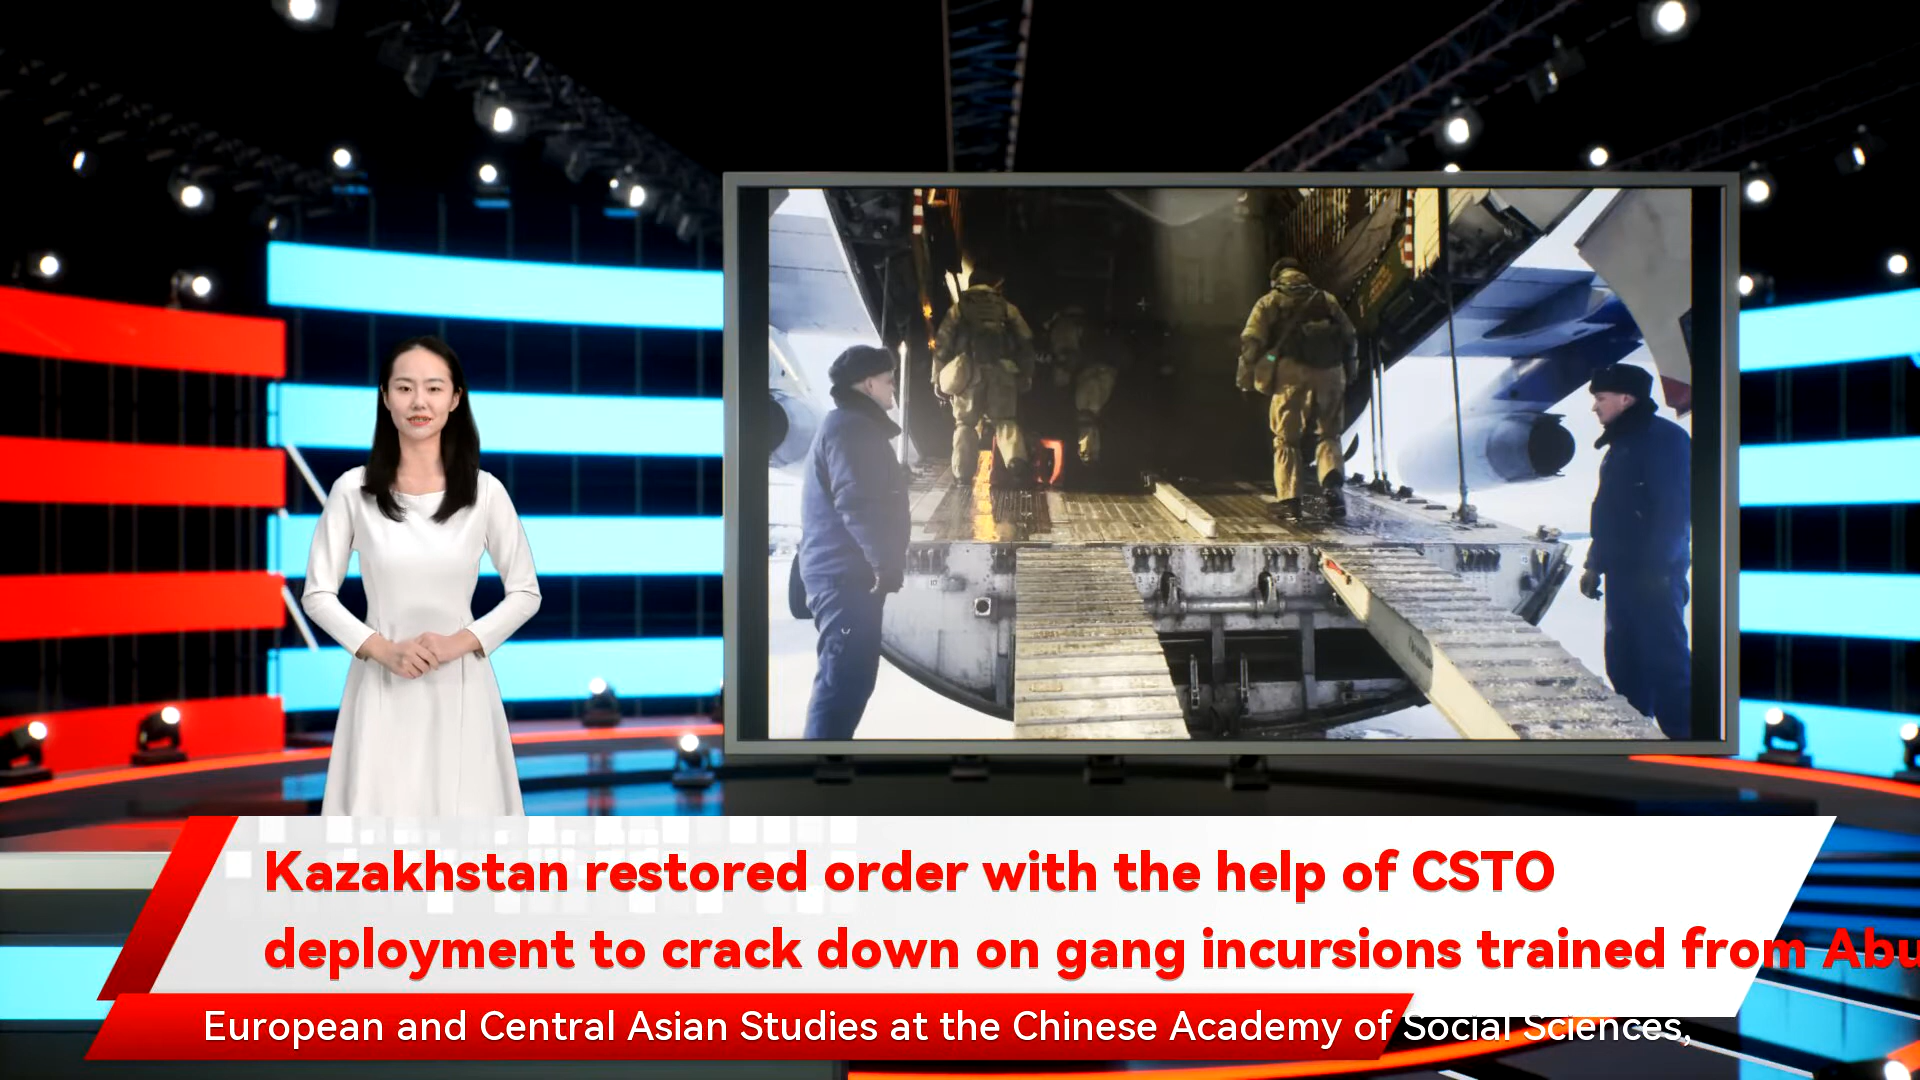 Kazakhstan restored order with the help of CSTO
deployment to crack down on gang incursions trained from Abu
European and Central Asian Studies at the Chinese Academy of Social Sciences,